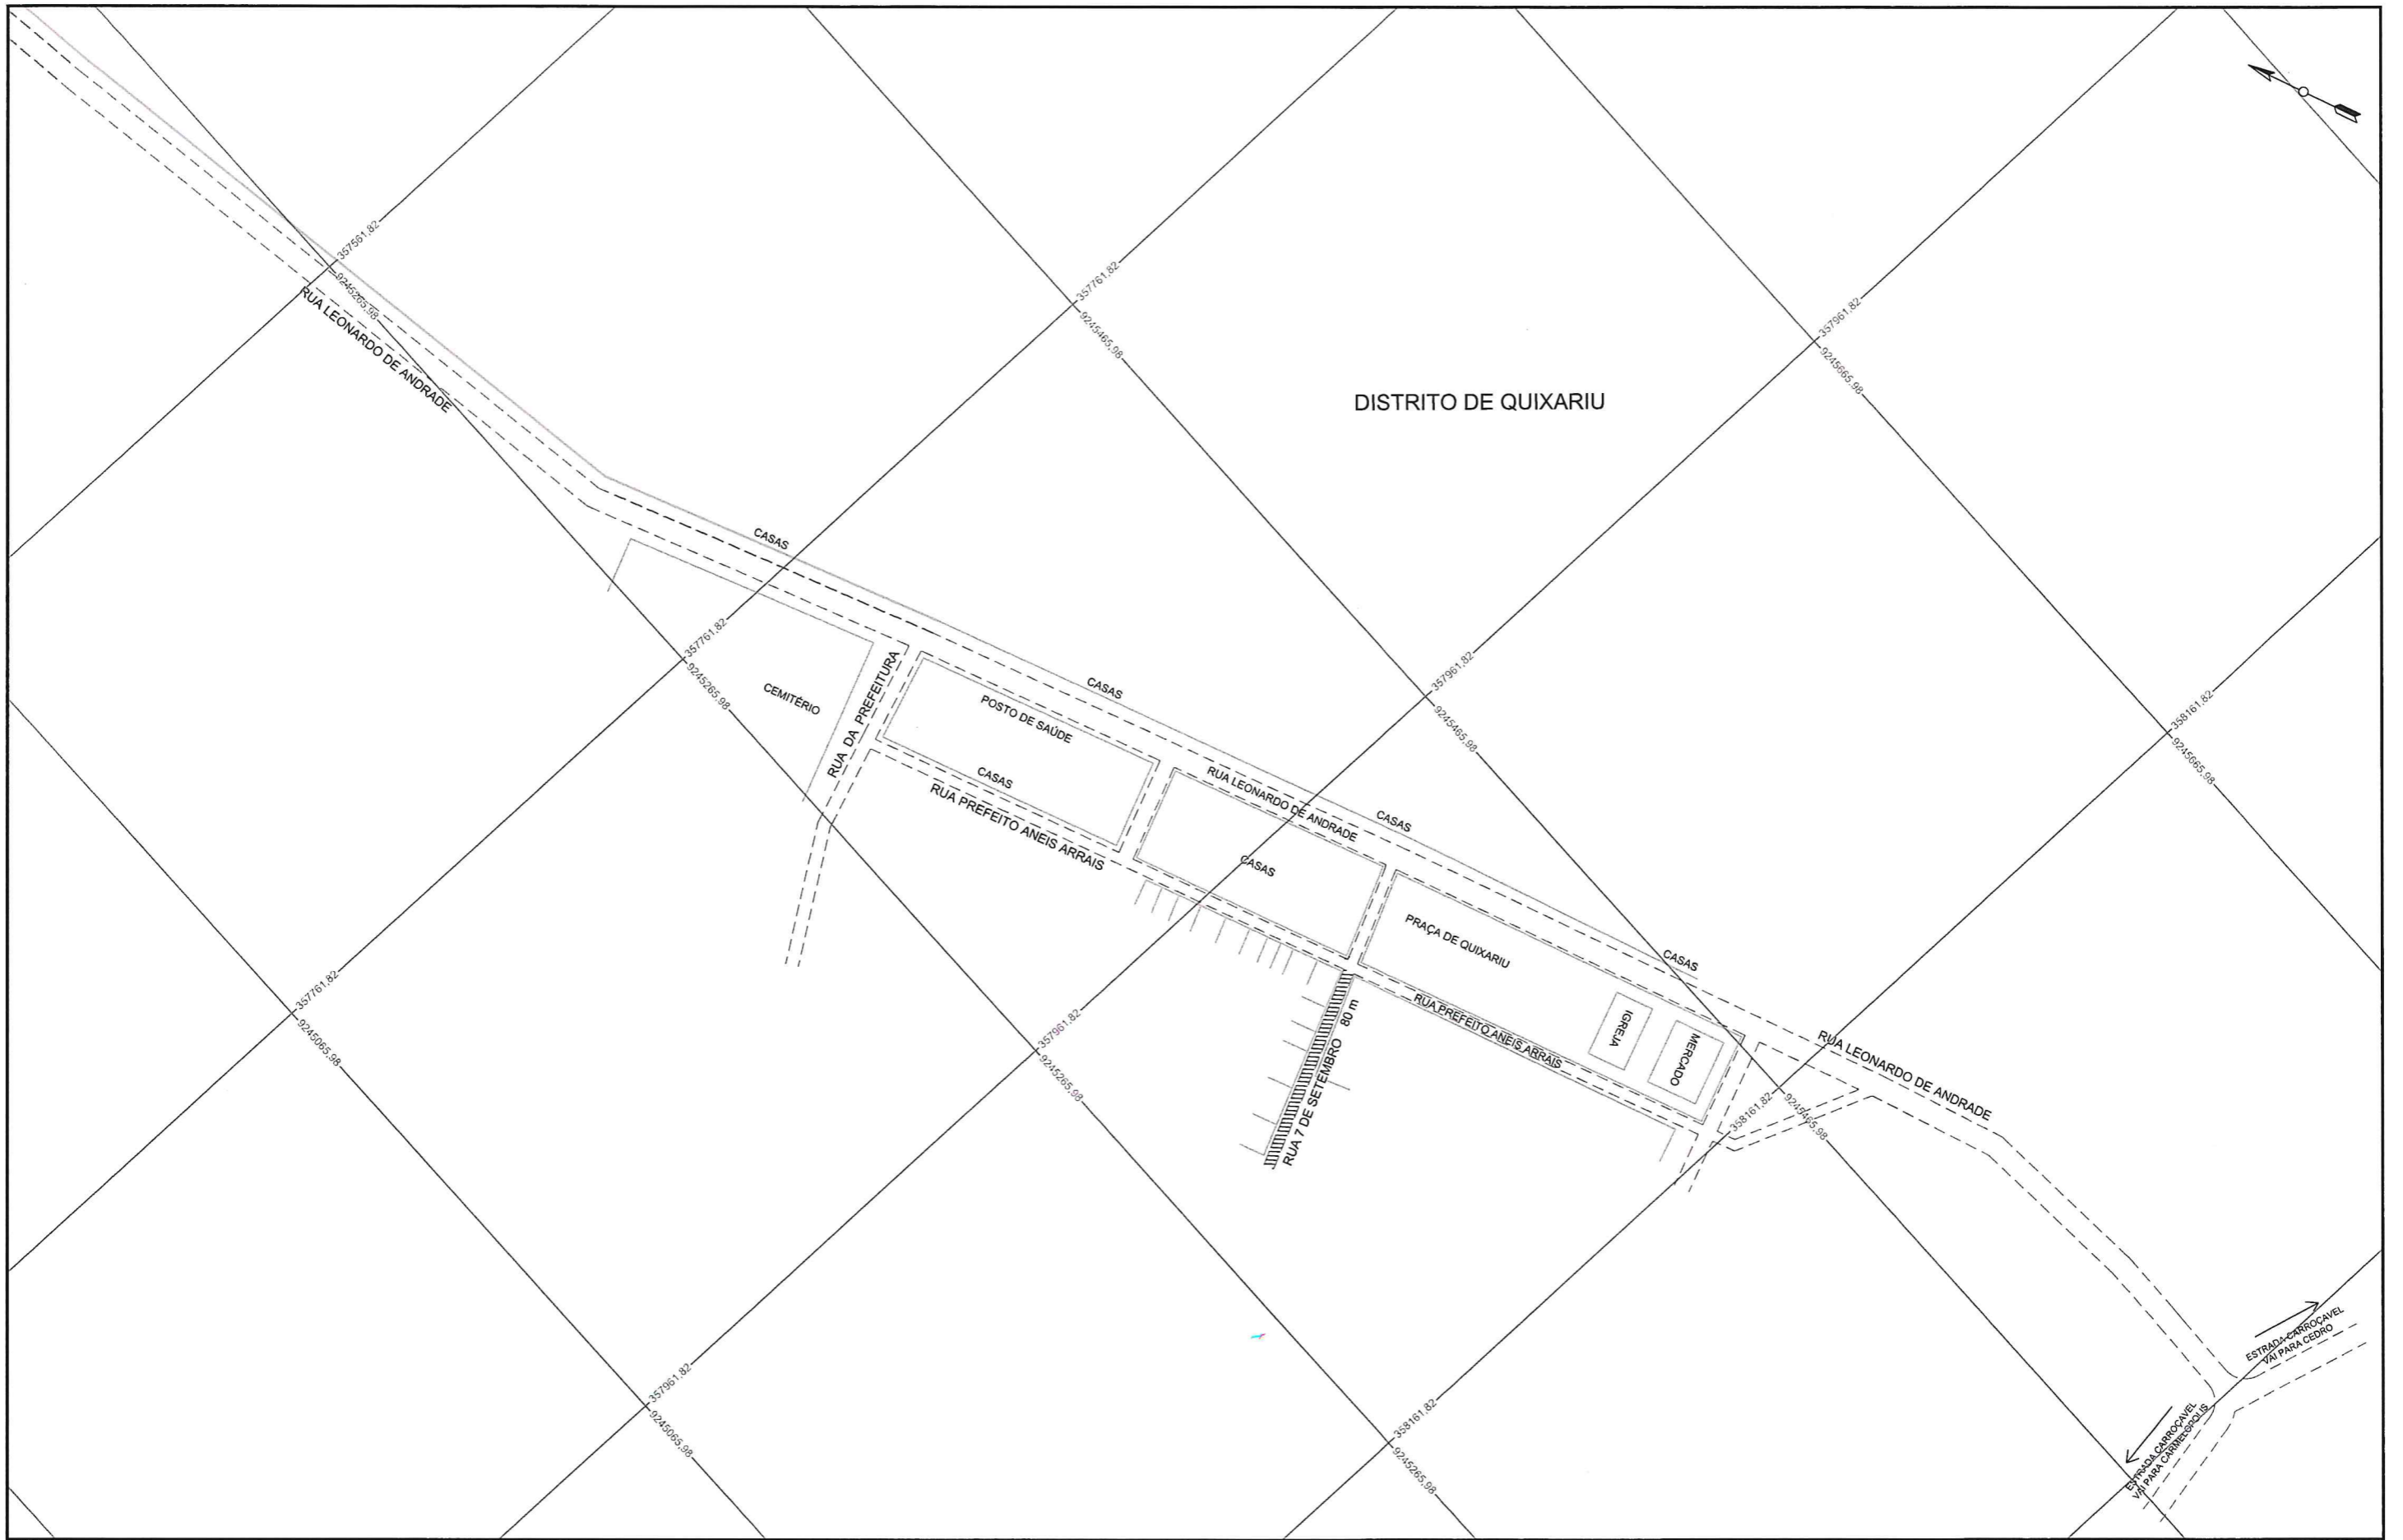 357561,82
9245265,98
RUA LEONARDO DE ANDRADE
357761,82
9245465,98
357961,82
9245665,98
DISTRITO DE QUIXARIU
CASAS
357761,82
9245265,98
CEMITÉRIO
RUA DA PREFEITURA
POSTO DE SAÚDE
CASAS
CASAS
RUA PREFEITO ANEIS ARRAIS
357961,82
9245465,98
358161,82
9245665,98
RUA LEONARDO DE ANDRADE
CASAS
CASAS
PRAÇA DE QUIXARIU
CASAS
IGREJA
MERCADO
RUA PREFEITO ANEIS ARRAIS
RUA 7 DE SETEMBRO 80 m
RUA LEONARDO DE ANDRADE
358161,82
9245465,98
357761,82
9245065,98
357961,82
9245265,98
357961,82
9245065,98
358161,82
9245265,98
ESTRADA CARROÇAVEL
VAI PARA CEDRO
ESTRADA CARROÇAVEL
VAI PARA CARMELOPOLIS